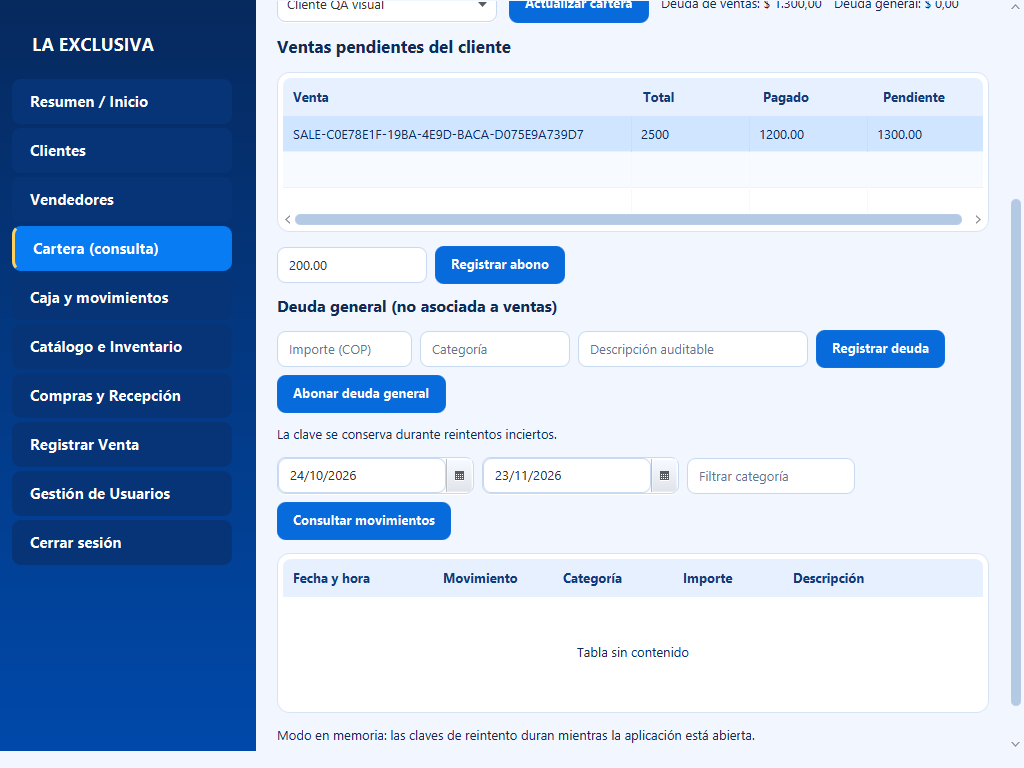 LA EXCLUSIVA
Resumen / Inicio
Clientes
Vendedores
Cartera (consulta)
Caja y movimientos
Catálogo e Inventario
Compras y Recepción
Registrar Venta
Gestión de Usuarios
Cerrar sesión
Cliente QA visual Actualizar cartera Deuda de ventas: $ 1.300,00 Deuda general: $ 0,00
Ventas pendientes del cliente
Venta Total Pagado Pendiente
SALE-C0E78E1F-19BA-4E9D-BACA-D075E9A739D7 2500 1200.00 1300.00
200.00 Registrar abono
Deuda general (no asociada a ventas)
Importe (COP) Categoría Descripción auditable Registrar deuda
Abonar deuda general
La clave se conserva durante reintentos inciertos.
24/10/2026 23/11/2026 Filtrar categoría
Consultar movimientos
Fecha y hora Movimiento Categoría Importe Descripción
Tabla sin contenido
Modo en memoria: las claves de reintento duran mientras la aplicación está abierta.